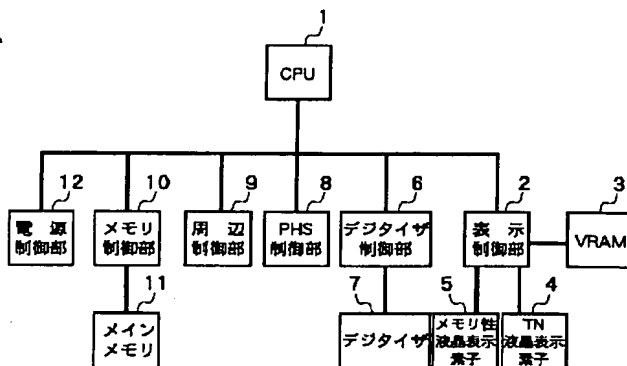 1
CPU
12
10
9
8
6
2
3
電源
制御部
メモリ
制御部
周辺
制御部
PHS
制御部
デジタイザ
制御部
表示
制御部
VRAM
11
7
5
4
メイン
メモリ
デジタイザ
メモリ性
液晶表示
素子
TN
液晶表示
素子